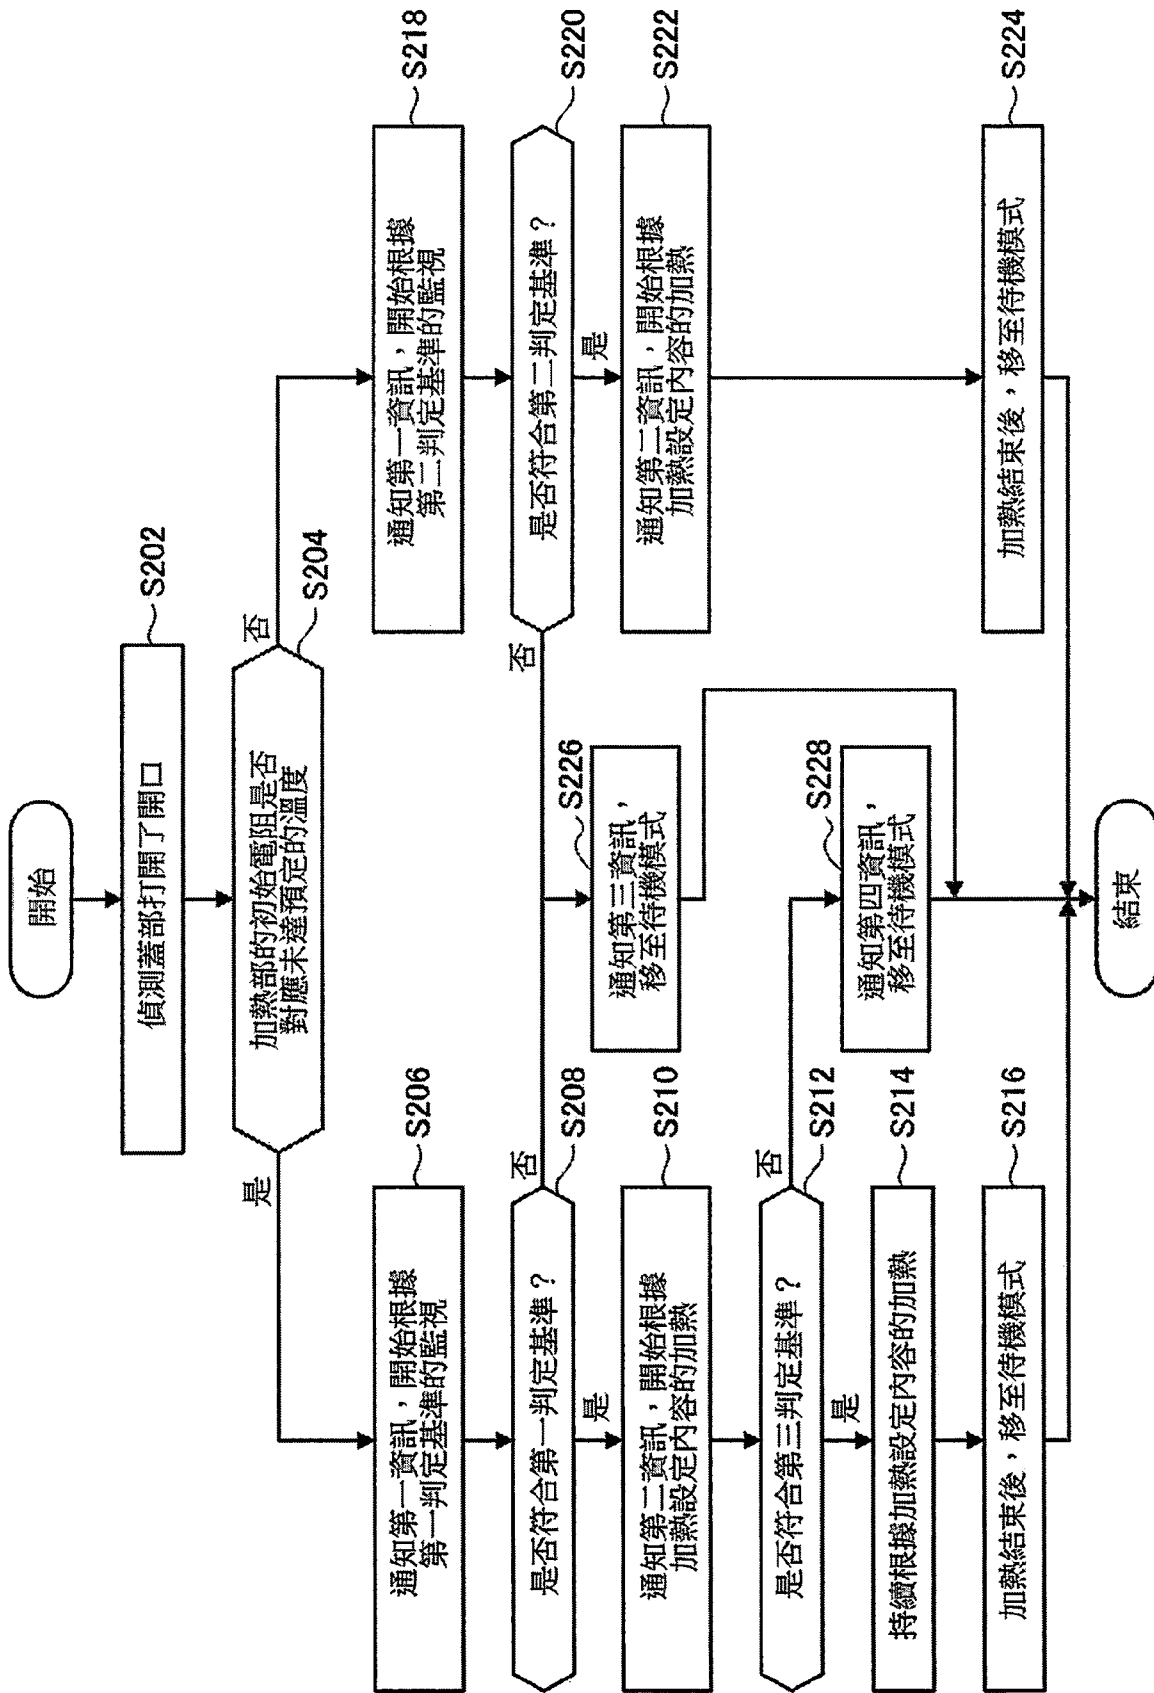 開始
偵測蓋部打開了開口
S202
加熱部的初始電阻是否
對應未達預定的溫度
S204
是
否
通知第一資訊，開始根據
第一判定基準的監視
S206
是否符合第一判定基準？
S208
否
是
通知第二資訊，開始根據
加熱設定內容的加熱
S210
是否符合第三判定基準？
S212
否
是
持續根據加熱設定內容的加熱
S214
加熱結束後，移至待機模式
S216
通知第一資訊，開始根據
第二判定基準的監視
S218
是否符合第二判定基準？
S220
否
是
通知第二資訊，開始根據
加熱設定內容的加熱
S222
加熱結束後，移至待機模式
S224
通知第三資訊，
移至待機模式
S226
通知第四資訊，
移至待機模式
S228
結束